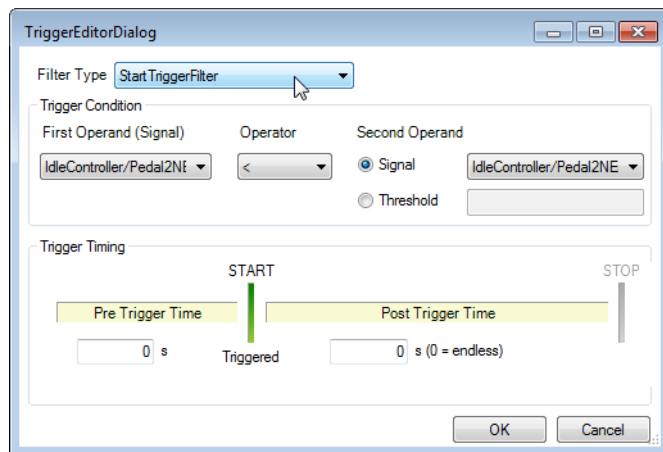 TriggerEditorDialog
Filter Type StartTriggerFilter
Trigger Condition
First Operand (Signal) Operator Second Operand
IdleController/Pedal2NE < Signal IdleController/Pedal2NE
Threshold
Trigger Timing
START STOP
Pre Trigger Time Post Trigger Time
0 s Triggered 0 s (0 = endless)
OK Cancel